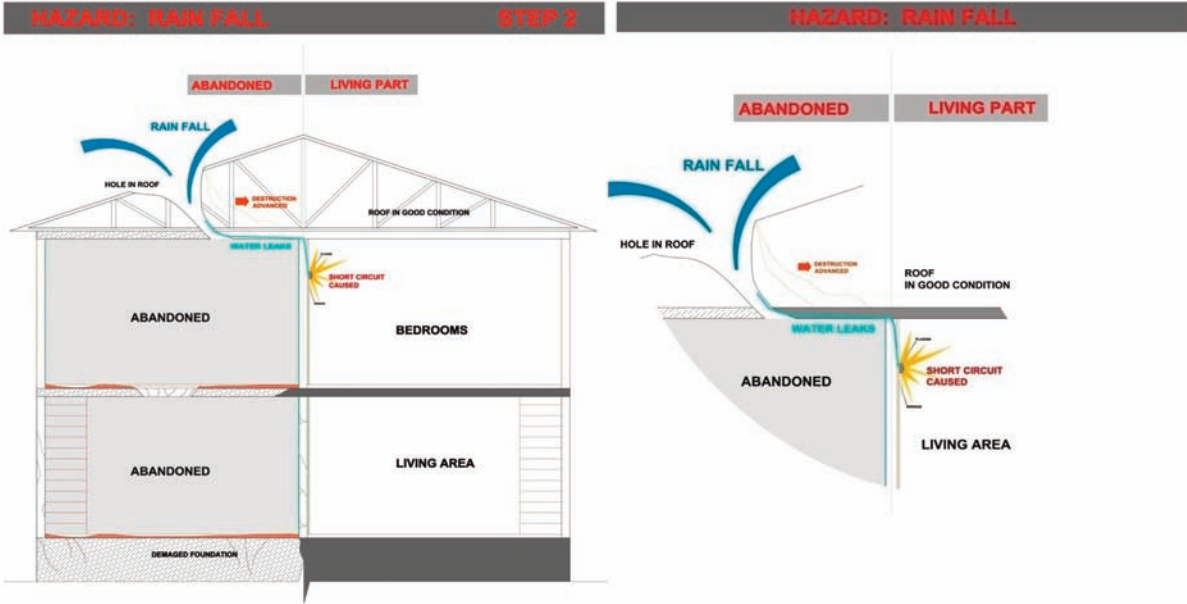 HAZARD: RAIN FALL STEP 2
ABANDONED LIVING PART
RAIN FALL
HOLE IN ROOF
DESTRUCTION
ADVANCED
ROOF IN GOOD CONDITION
WATER LEAKS
SHORT CIRCUIT
CAUSED
ABANDONED
BEDROOMS
ABANDONED
LIVING AREA
DEMAGED FOUNDATION
HAZARD: RAIN FALL
ABANDONED LIVING PART
RAIN FALL
HOLE IN ROOF
DESTRUCTION
ADVANCED
ROOF
IN GOOD CONDITION
WATER LEAKS
SHORT CIRCUIT
CAUSED
ABANDONED
LIVING AREA